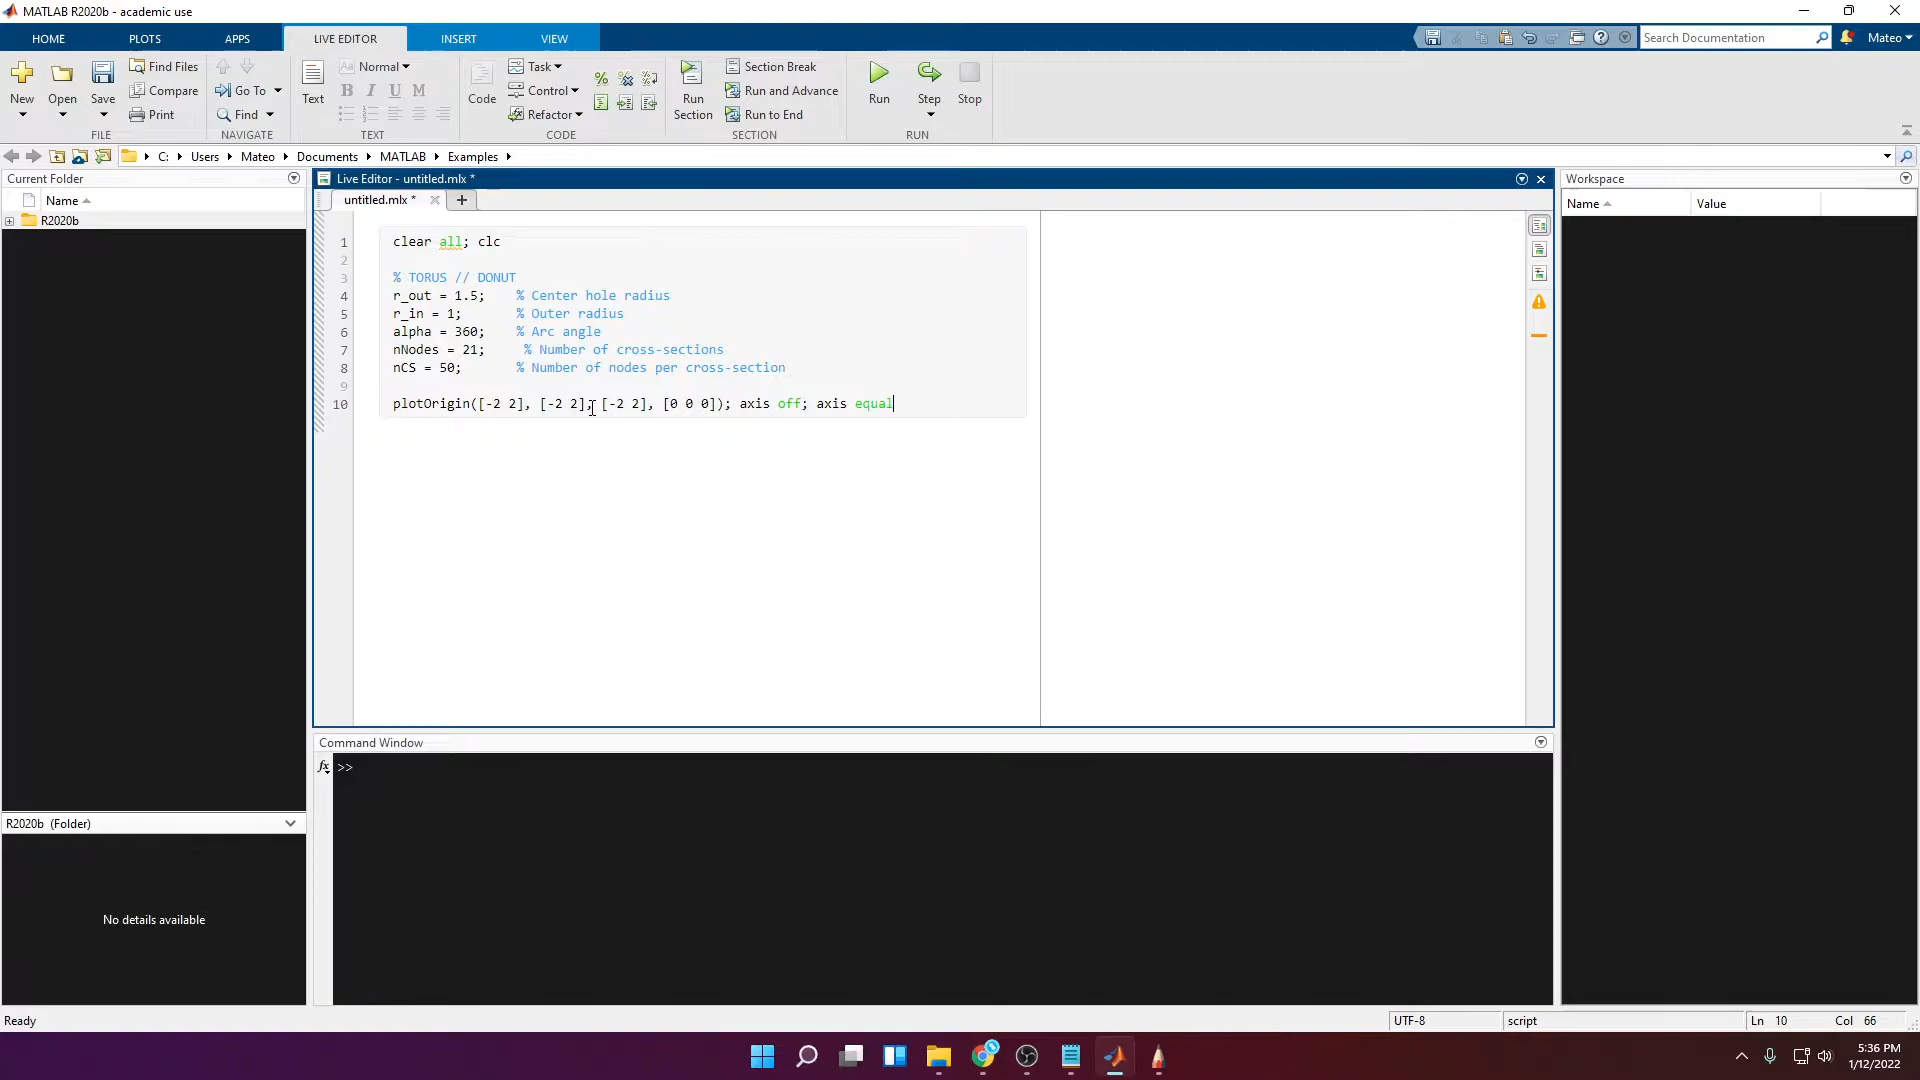 MATLAB R2020b - academic use
HOME PLOTS APPS LIVE EDITOR INSERT VIEW
Search Documentation
Mateo
New
Open
Save
Find Files
Compare
Print
FILE
Go To
Find
NAVIGATE
Text
Aa Normal
B I U M
TEXT
Code
Task
Control
Refactor
CODE
Run Section
Section Break
Run and Advance
Run to End
SECTION
Run
Step
Stop
RUN
C: Users Mateo Documents MATLAB Examples
Current Folder
Name
R2020b
Live Editor - untitled.mlx *
untitled.mlx *
1 clear all; clc
2
3 % TORUS // DONUT
4 r_out = 1.5; % Center hole radius
5 r_in = 1; % Outer radius
6 alpha = 360; % Arc angle
7 nNodes = 21; % Number of cross-sections
8 nCS = 50; % Number of nodes per cross-section
9
10 plotOrigin([-2 2], [-2 2], [-2 2], [0 0 0]); axis off; axis equal
Workspace
Name Value
Command Window
fx >>
R2020b (Folder)
No details available
Ready
UTF-8
script
Ln 10 Col 66
5:36 PM
1/12/2022